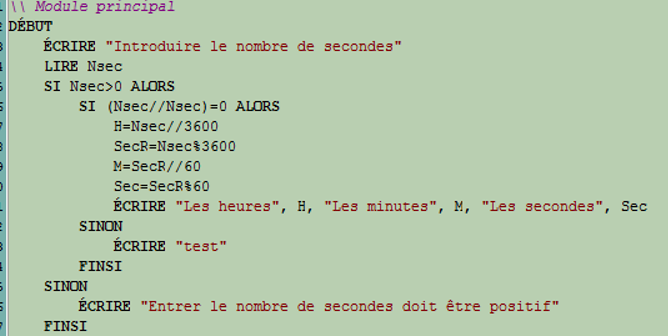 \\ Module principal
DÉBUT
ÉCRIRE "Introduire le nombre de secondes"
LIRE Nsec
SI Nsec>0 ALORS
SI (Nsec//Nsec)=0 ALORS
H=Nsec//3600
SecR=Nsec%3600
M=SecR//60
Sec=SecR%60
ÉCRIRE "Les heures", H, "Les minutes", M, "Les secondes", Sec
SINON
ÉCRIRE "test"
FINSI
SINON
ÉCRIRE "Entrer le nombre de secondes doit être positif"
FINSI